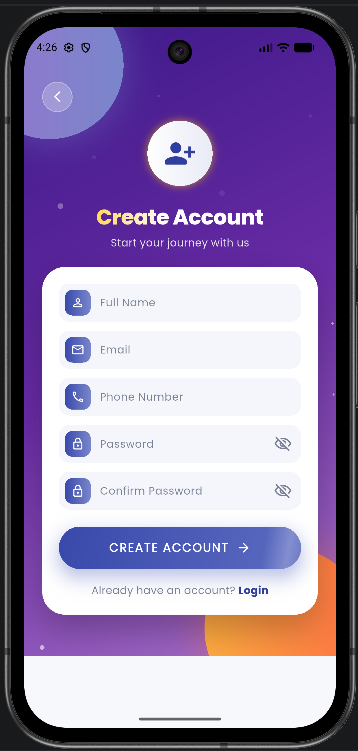 4:26
Create Account
Start your journey with us
Full Name
Email
Phone Number
Password
Confirm Password
CREATE ACCOUNT →
Already have an account? Login